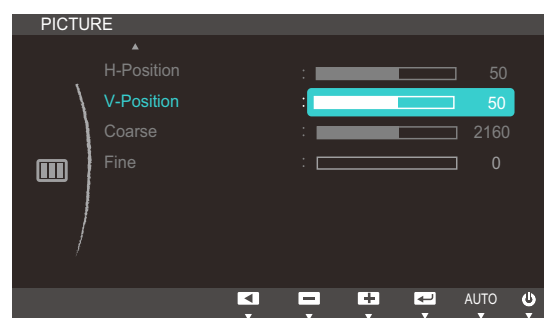 PICTURE
H-Position : 50
V-Position : 50
Coarse : 2160
Fine : 0
AUTO